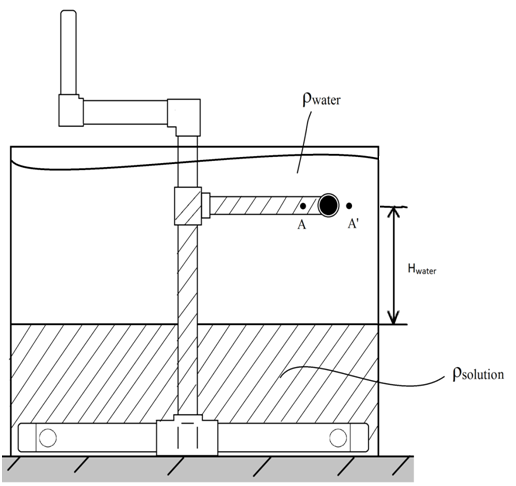 ρwater
A
A'
Hwater
ρsolution